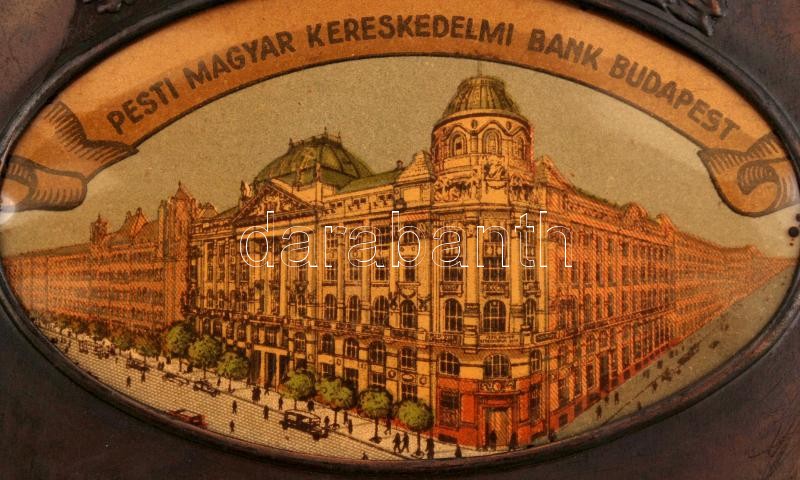 PESTI MAGYAR KERESKEDELMI BANK BUDAPEST
darabanth